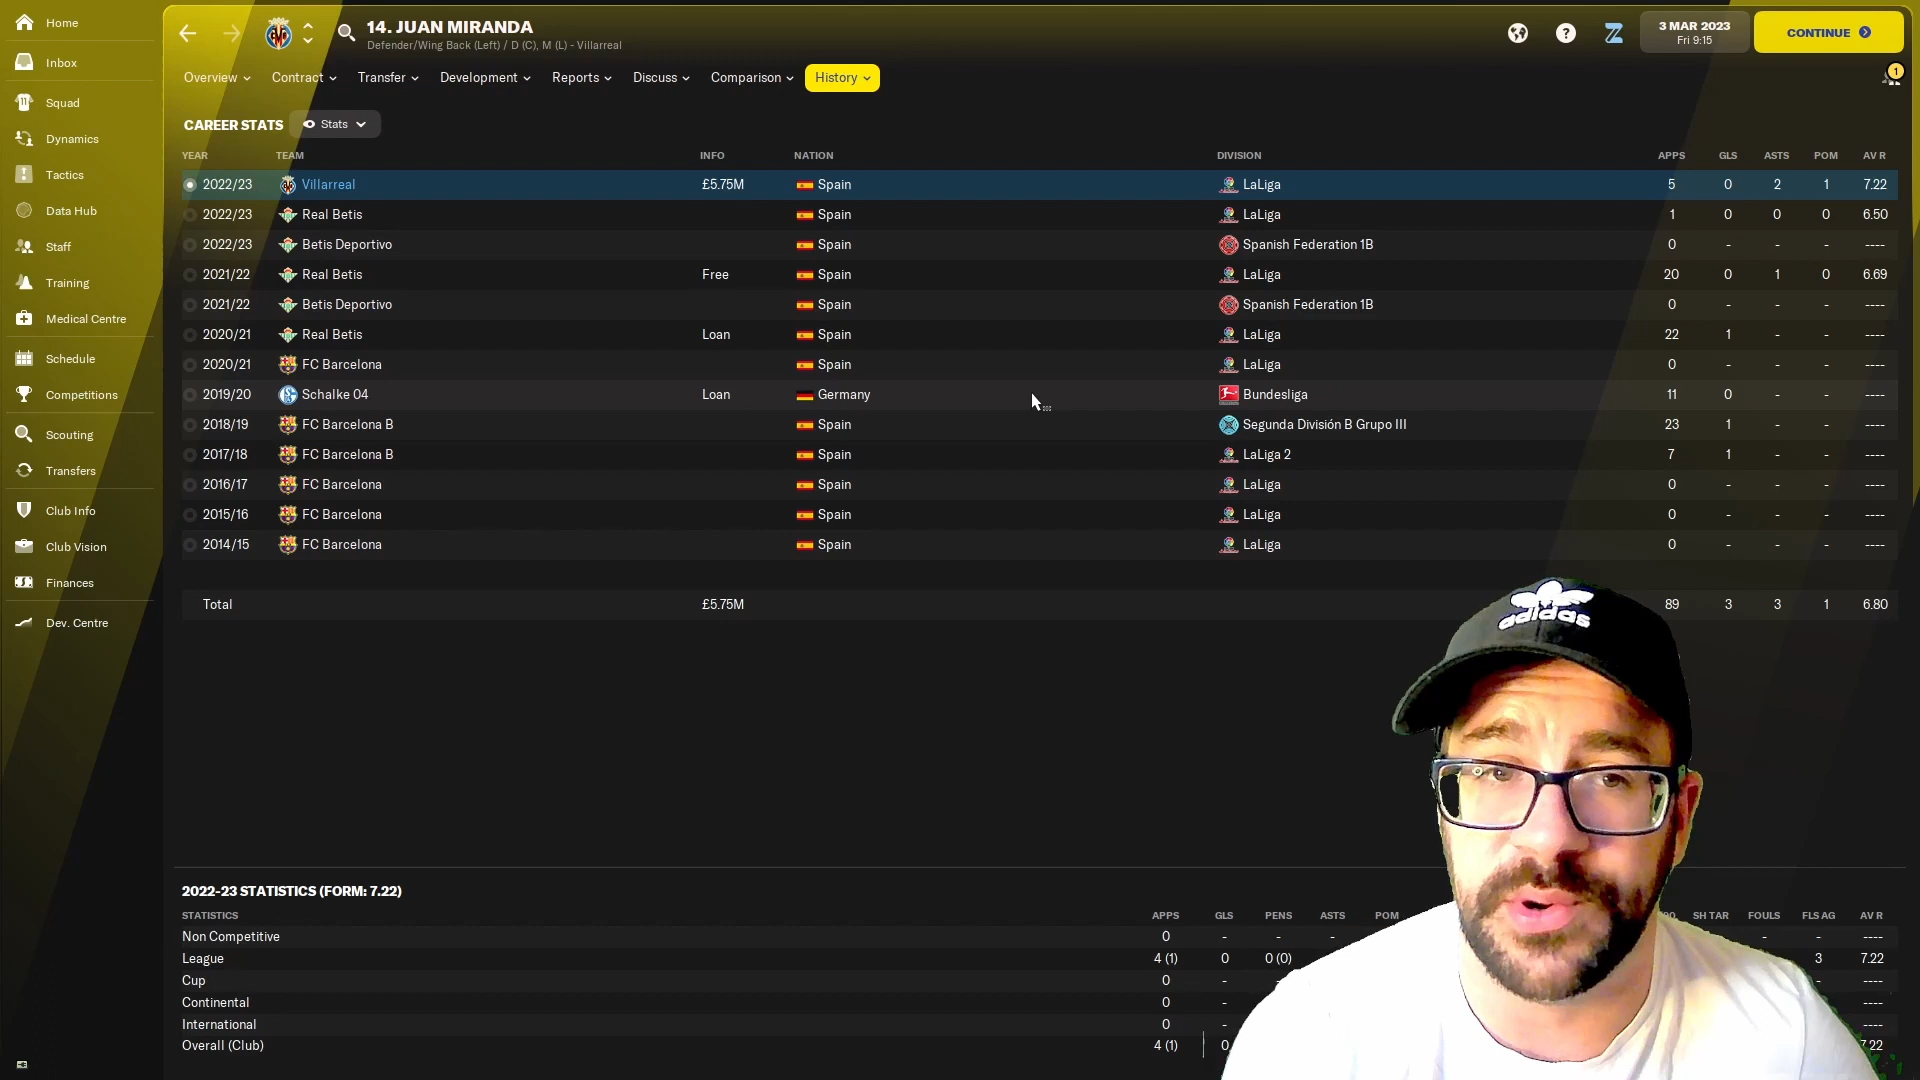 Home
Inbox
Squad
Dynamics
Tactics
Data Hub
Staff
Training
Medical Centre
Schedule
Competitions
Scouting
Transfers
Club Info
Club Vision
Finances
Dev. Centre
14. JUAN MIRANDA
Defender/Wing Back (Left) / D (C), M (L) - Villarreal
3 MAR 2023
Fri 9:15
CONTINUE
Overview Contract Transfer Development Reports Discuss Comparison History
1
CAREER STATS Stats
YEAR TEAM INFO NATION DIVISION APPS GLS ASTS POM AV R
2022/23 Villarreal £5.75M Spain LaLiga 5 0 2 1 7.22
2022/23 Real Betis Spain LaLiga 1 0 0 0 6.50
2022/23 Betis Deportivo Spain Spanish Federation 1B 0 - - - ----
2021/22 Real Betis Free Spain LaLiga 20 0 1 0 6.69
2021/22 Betis Deportivo Spain Spanish Federation 1B 0 - - - ----
2020/21 Real Betis Loan Spain LaLiga 22 1 - - ----
2020/21 FC Barcelona Spain LaLiga 0 - - - ----
2019/20 Schalke 04 Loan Germany Bundesliga 11 0 - - ----
2018/19 FC Barcelona B Spain Segunda División B Grupo III 23 1 - - ----
2017/18 FC Barcelona B Spain LaLiga 2 7 1 - - ----
2016/17 FC Barcelona Spain LaLiga 0 - - - ----
2015/16 FC Barcelona Spain LaLiga 0 - - - ----
2014/15 FC Barcelona Spain LaLiga 0 - - - ----
Total £5.75M 89 3 3 1 6.80
adidas
2022-23 STATISTICS (FORM: 7.22)
STATISTICS APPS GLS PENS ASTS POM SH TAR FOULS FLS AG AV R
Non Competitive 0 - - - - - ----
League 4 (1) 0 0 (0) 3 7.22
Cup 0 - - - ----
Continental 0 - ----
International 0 - ----
Overall (Club) 4 (1) 0 7.22